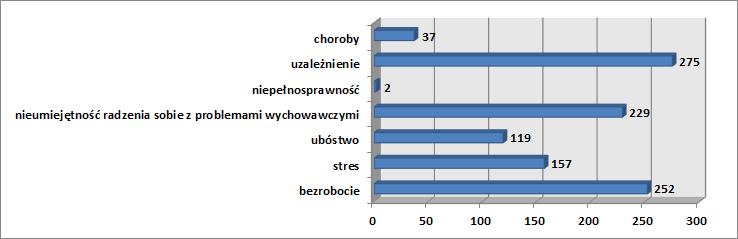 choroby 37
uzależnienie 275
niepełnosprawność 2
nieumiejętność radzenia sobie z problemami wychowawczymi 229
ubóstwo 119
stres 157
bezrobocie 252
0 50 100 150 200 250 300